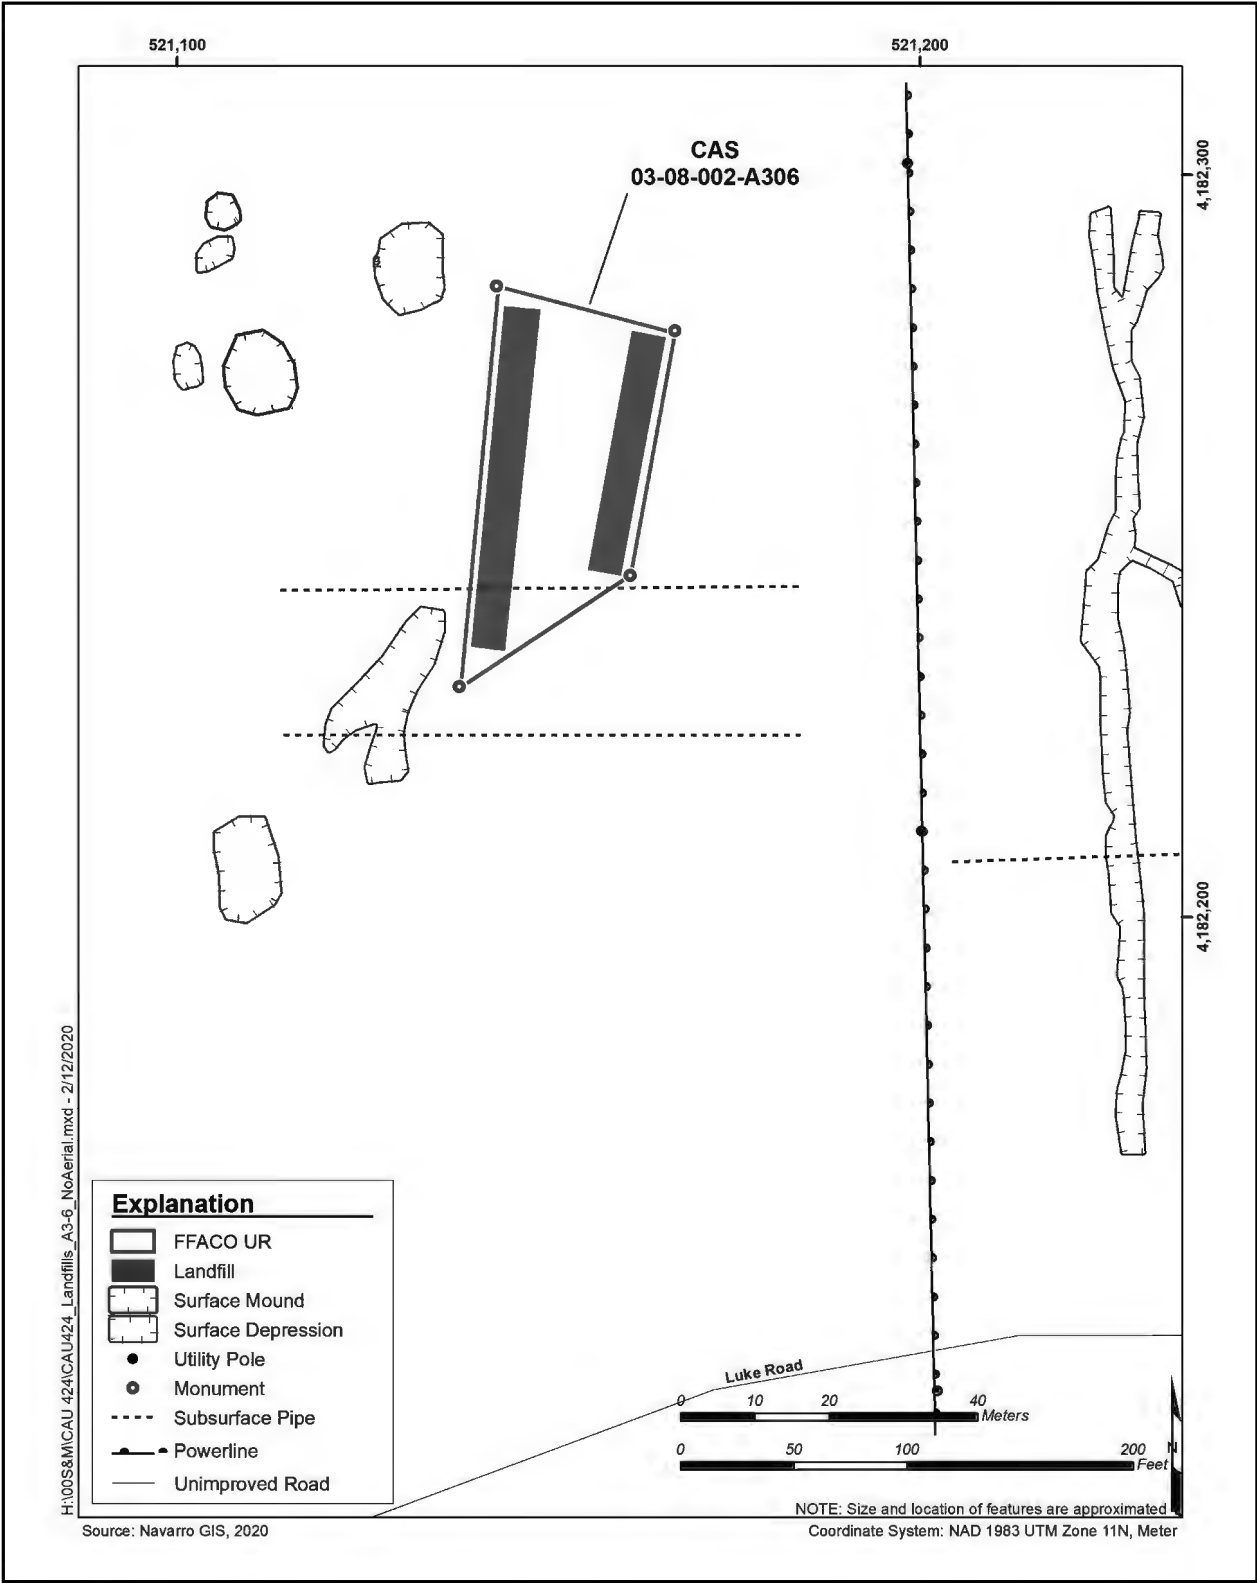 521,100
521,200
CAS
03-08-002-A306
4,182,300
4,182,200
H:\00S&M\CAU 424\CAU424_Landfills_A3-6_NoAerial.mxd - 2/12/2020
Explanation
FFACO UR
Landfill
Surface Mound
Surface Depression
Utility Pole
Monument
Subsurface Pipe
Powerline
Unimproved Road
Luke Road
0 10 20 40
Meters
0 50 100 200
Feet
N
NOTE: Size and location of features are approximated
Source: Navarro GIS, 2020
Coordinate System: NAD 1983 UTM Zone 11N, Meter